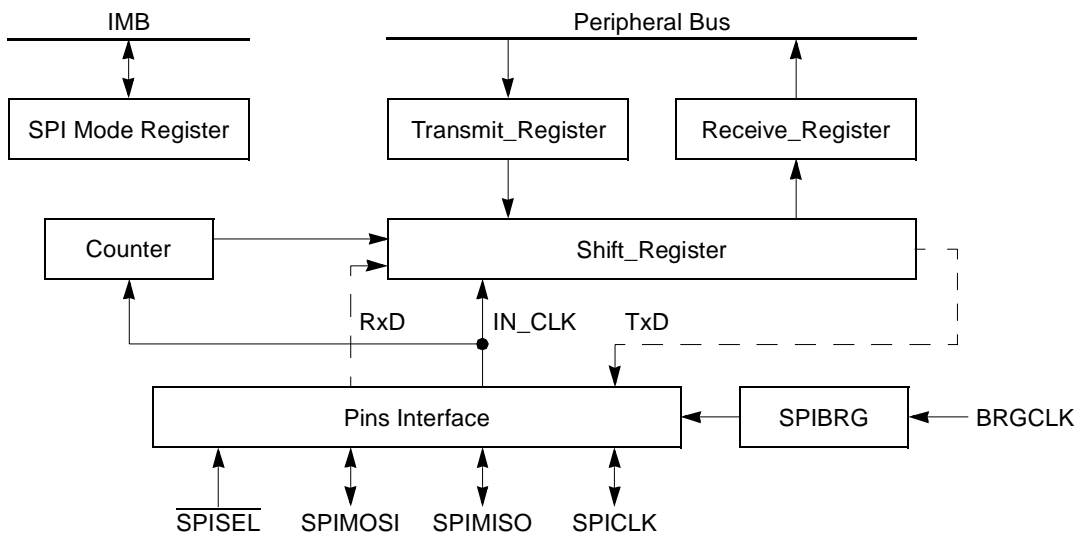 IMB
Peripheral Bus
SPI Mode Register
Transmit_Register
Receive_Register
Counter
Shift_Register
RxD
IN_CLK
TxD
Pins Interface
SPIBRG
BRGCLK
SPISEL
SPIMOSI
SPIMISO
SPICLK